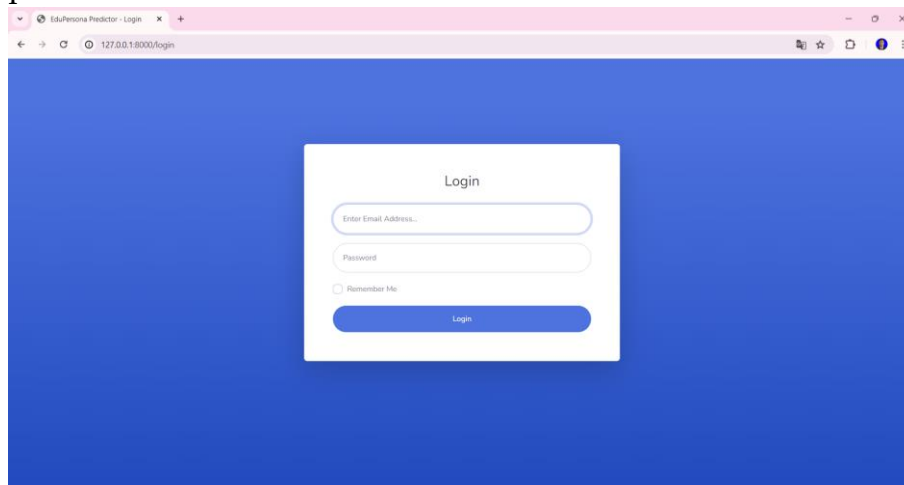 EduPersona Predictor - Login
127.0.0.1:8000/login
Login
Enter Email Address...
Password
Remember Me
Login